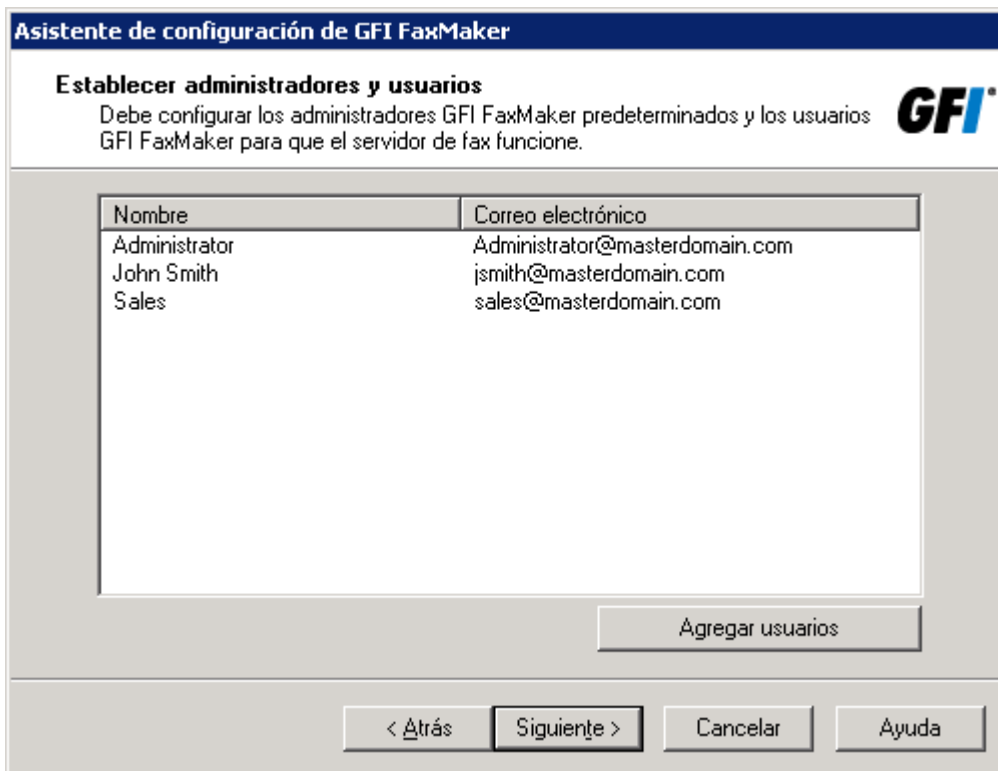 Asistente de configuración de GFI FaxMaker
Establecer administradores y usuarios
Debe configurar los administradores GFI FaxMaker predeterminados y los usuarios
GFI FaxMaker para que el servidor de fax funcione.
GFI
Nombre Correo electrónico
Administrator Administrator@masterdomain.com
John Smith jsmith@masterdomain.com
Sales sales@masterdomain.com
Agregar usuarios
< Atrás Siguiente > Cancelar Ayuda